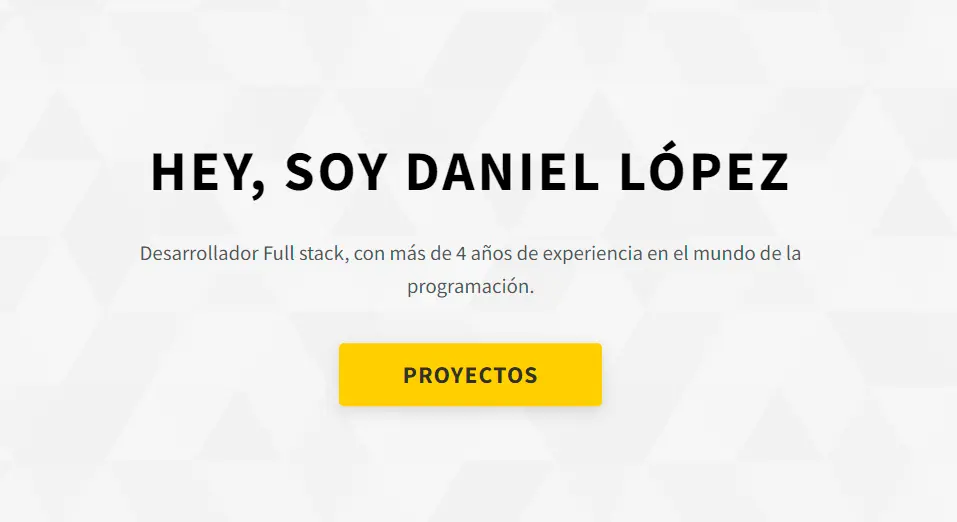 HEY, SOY DANIEL LÓPEZ
Desarrollador Full stack, con más de 4 años de experiencia en el mundo de la
programación.
PROYECTOS